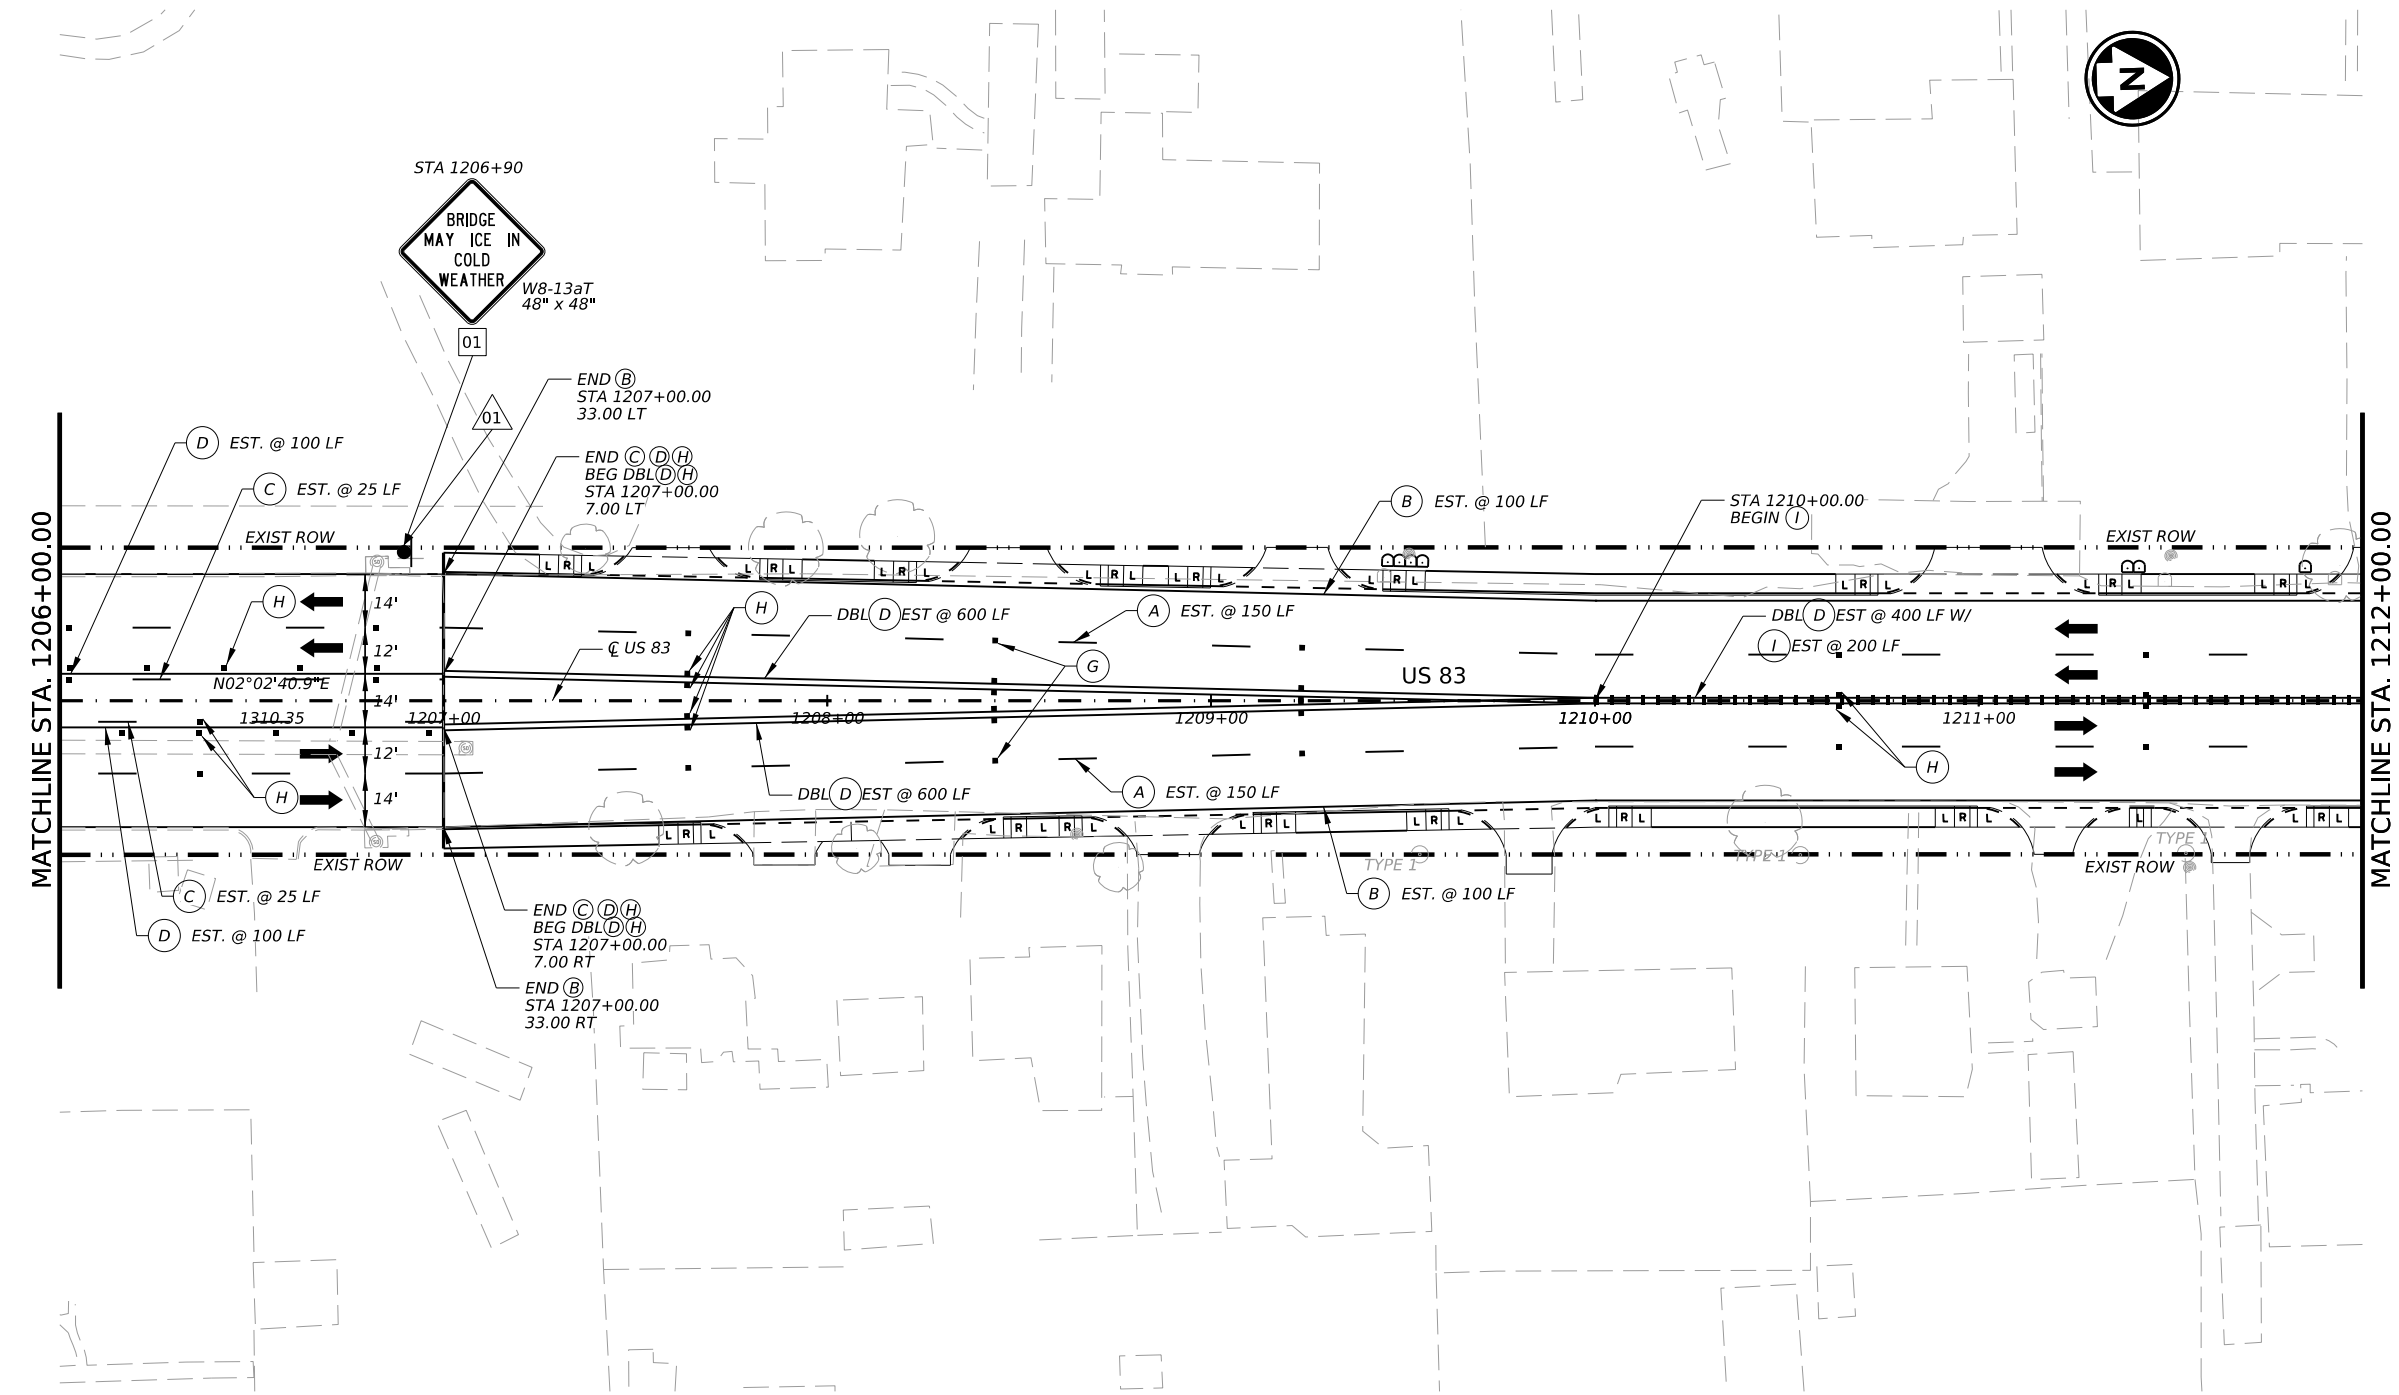 N
STA 1206+90
BRIDGE
MAY ICE IN
COLD
WEATHER
W8-13aT
48" x 48"
01
01
END B
STA 1207+00.00
33.00 LT
D EST. @ 100 LF
END C D H
BEG DBL D H
STA 1207+00.00
7.00 LT
C EST. @ 25 LF
B EST. @ 100 LF
STA 1210+00.00
BEGIN I
EXIST ROW
EXIST ROW
MATCHLINE STA. 1206+00.00
MATCHLINE STA. 1212+00.00
L R L
L R L
L R L
L R L
L R L
L R L
L R L
L R L
L R L
H
14'
H
DBL D EST @ 600 LF
A EST. @ 150 LF
DBL D EST @ 400 LF W/
I EST @ 200 LF
12'
℄ US 83
G
US 83
N02°02'40.9"E
14'
1310.35
1207+00
1208+00
1209+00
1210+00
1211+00
12'
H
14'
H
DBL D EST @ 600 LF
A EST. @ 150 LF
L R L
L R L R L
L R L
L R L
L R L
L R L
L
L R L
EXIST ROW
TYPE 1
TYPE 1
TYPE 1
EXIST ROW
C EST. @ 25 LF
B EST. @ 100 LF
D EST. @ 100 LF
END C D H
BEG DBL D H
STA 1207+00.00
7.00 RT
END B
STA 1207+00.00
33.00 RT